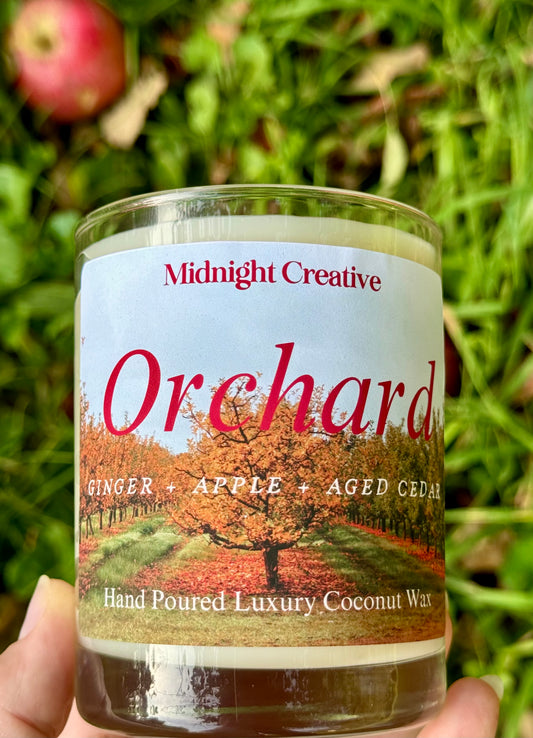 Midnight Creative
Orchard
GINGER + APPLE + AGED CEDAR
Hand Poured Luxury Coconut Wax